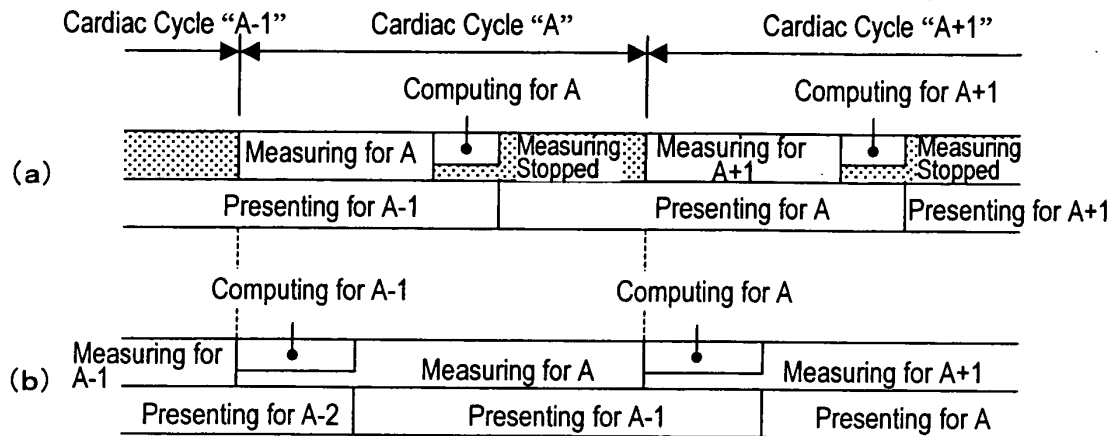 Cardiac Cycle “A-1”
Cardiac Cycle “A”
Cardiac Cycle “A+1”
Computing for A
Computing for A+1
(a)
Measuring for A
Measuring
Stopped
Measuring for
A+1
Measuring
Stopped
Presenting for A-1
Presenting for A
Presenting for A+1
Computing for A-1
Computing for A
(b)
Measuring for
A-1
Measuring for A
Measuring for A+1
Presenting for A-2
Presenting for A-1
Presenting for A